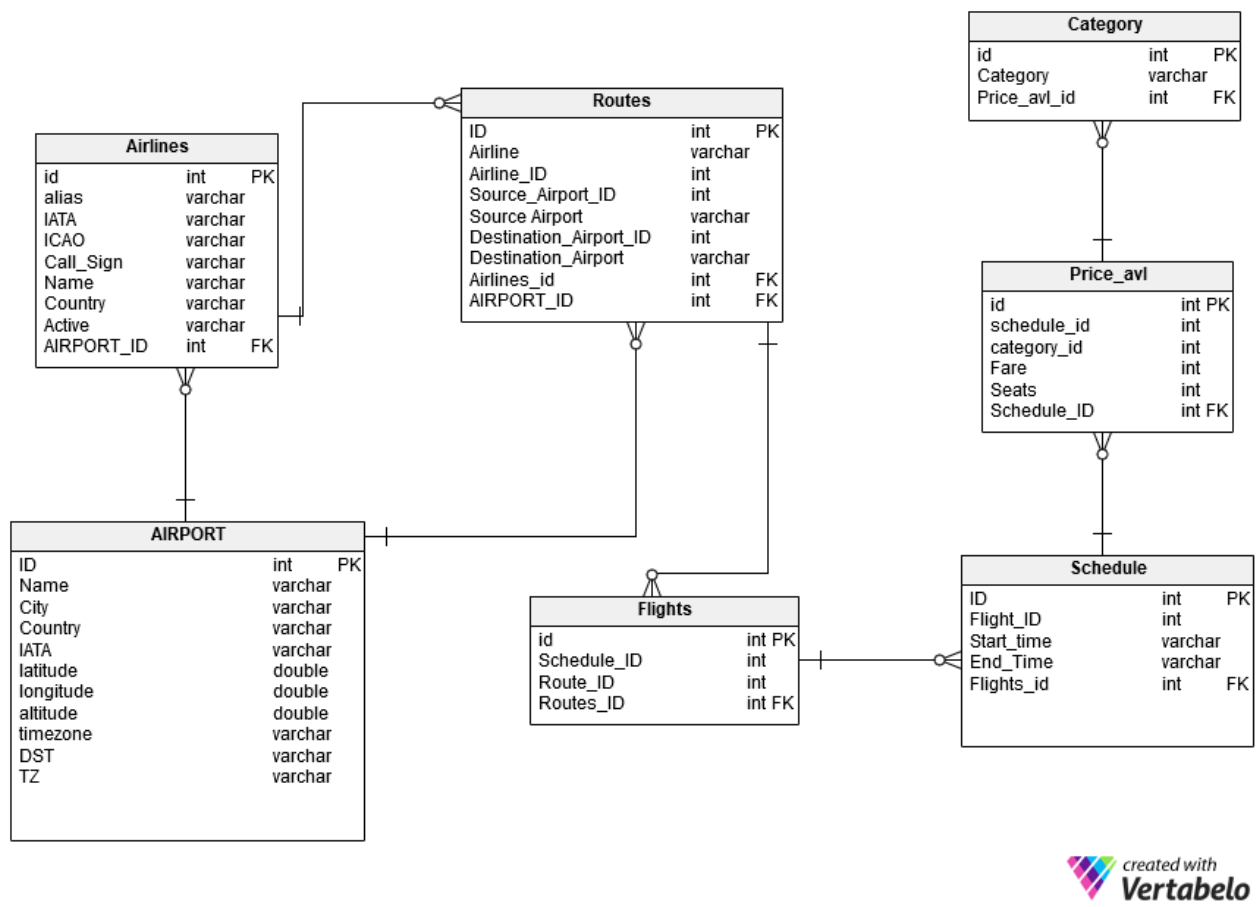 Category
id int PK
Category varchar
Price_avl_id int FK
Routes
ID int PK
Airline varchar
Airline_ID int
Source_Airport_ID int
Source Airport varchar
Destination_Airport_ID int
Destination_Airport varchar
Airlines_id int FK
AIRPORT_ID int FK
Airlines
id int PK
alias varchar
IATA varchar
ICAO varchar
Call_Sign varchar
Name varchar
Country varchar
Active varchar
AIRPORT_ID int FK
Price_avl
id int PK
schedule_id int
category_id int
Fare int
Seats int
Schedule_ID int FK
AIRPORT
ID int PK
Name varchar
City varchar
Country varchar
IATA varchar
latitude double
longitude double
altitude double
timezone varchar
DST varchar
TZ varchar
Flights
id int PK
Schedule_ID int
Route_ID int
Routes_ID int FK
Schedule
ID int PK
Flight_ID int
Start_time varchar
End_Time varchar
Flights_id int FK
created with
Vertabelo